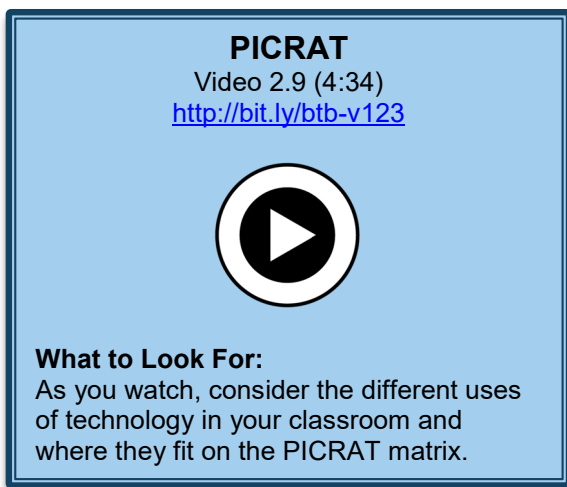 PICRAT
Video 2.9 (4:34)
http://bit.ly/btb-v123
What to Look For:
As you watch, consider the different uses
of technology in your classroom and
where they fit on the PICRAT matrix.